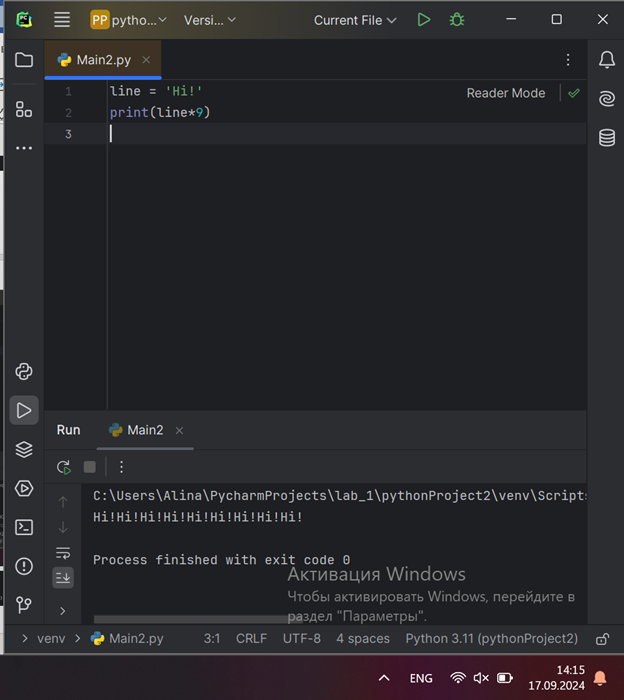 PC
PP pytho... Versi... Current File
Main2.py
1 line = 'Hi!'
Reader Mode
2 print(line*9)
3
Run Main2
C:\Users\Alina\PycharmProjects\lab_1\pythonProject2\venv\Scripts
Hi!Hi!Hi!Hi!Hi!Hi!Hi!Hi!Hi!
Process finished with exit code 0
Активация Windows
Чтобы активировать Windows, перейдите в
раздел "Параметры".
venv Main2.py 3:1 CRLF UTF-8 4 spaces Python 3.11 (pythonProject2)
ENG
14:15
17.09.2024